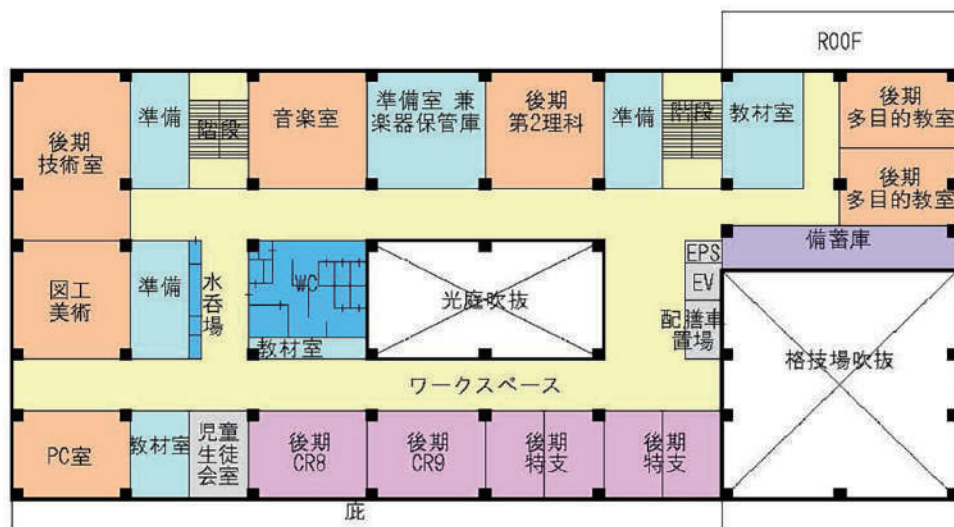 ROOF
後期
技術室
準備
階段
音楽室
準備室 兼
楽器保管庫
後期
第2理科
準備
階段
教材室
後期
多目的教室
後期
多目的教室
備蓄庫
図工
美術
準備
水呑場
WC
教材室
光庭吹抜
EPS
EV
配膳車
置場
格技場吹抜
ワークスペース
PC室
教材室
児童
生徒
会室
後期
CR8
後期
CR9
後期
特支
後期
特支
庇